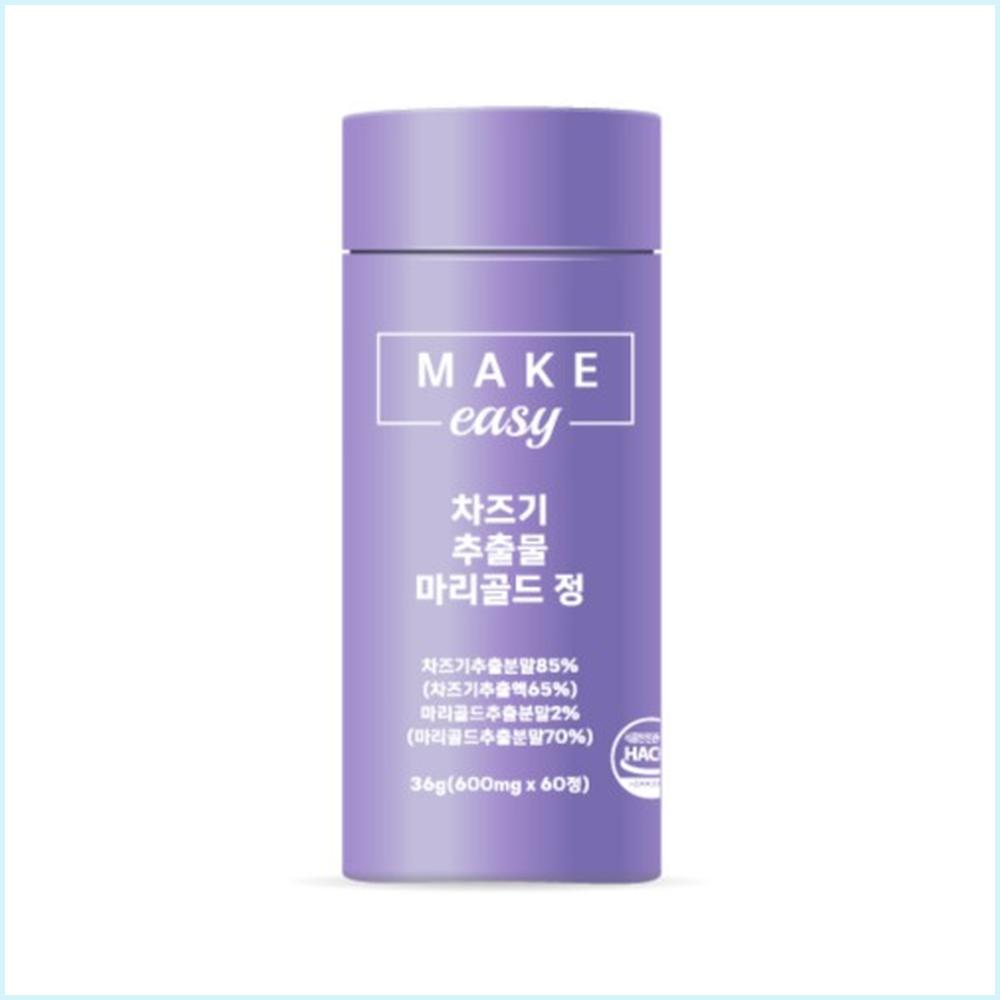 MAKE
easy
차즈기
추출물
마리골드 정
차즈기추출분말85%
(차즈기추출액65%)
마리골드추출분말2%
(마리골드추출분말70%)
36g(600mg x 60정)
HAC